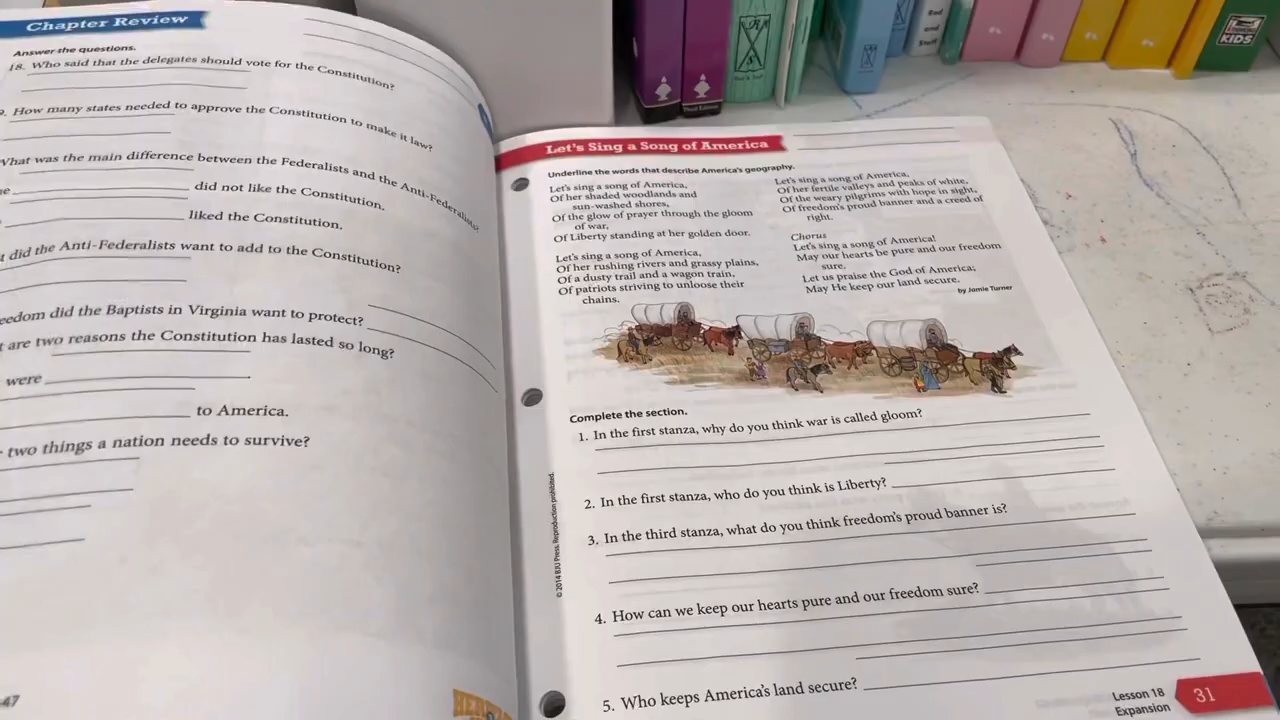 Chapter Review
Answer the questions.
18. Who said that the delegates should vote for the Constitution?
How many states needed to approve the Constitution to make it law?
What was the main difference between the Federalists and the Anti-Federalists?
did not like the Constitution.
liked the Constitution.
did the Anti-Federalists want to add to the Constitution?
did the Baptists in Virginia want to protect?
are two reasons the Constitution has lasted so long?
were
to America.
two things a nation needs to survive?
47
Let's Sing a Song of America
Underline the words that describe America's geography.
Let's sing a song of America,
Of her shaded woodlands and
sun-washed shores,
Of the glow of prayer through the gloom
of war,
Of Liberty standing at her golden door.
Let's sing a song of America,
Of her rushing rivers and grassy plains,
Of a dusty trail and a wagon train,
Of patriots striving to unloose their
chains.
Let's sing a song of America,
Of her fertile valleys and peaks of white,
Of the weary pilgrims with hope in sight,
Of freedom's proud banner and a creed of
right.
Chorus
Let's sing a song of America!
May our hearts be pure and our freedom
sure.
Let us praise the God of America;
May He keep our land secure.
by Jamie Turner
Complete the section.
1. In the first stanza, why do you think war is called gloom?
2. In the first stanza, who do you think is Liberty?
3. In the third stanza, what do you think freedom's proud banner is?
4. How can we keep our hearts pure and our freedom sure?
5. Who keeps America's land secure?
© 2014 BJU Press. Reproduction prohibited.
Lesson 18
Expansion
31
Third Edition
Rod
and
Staff
KIDS